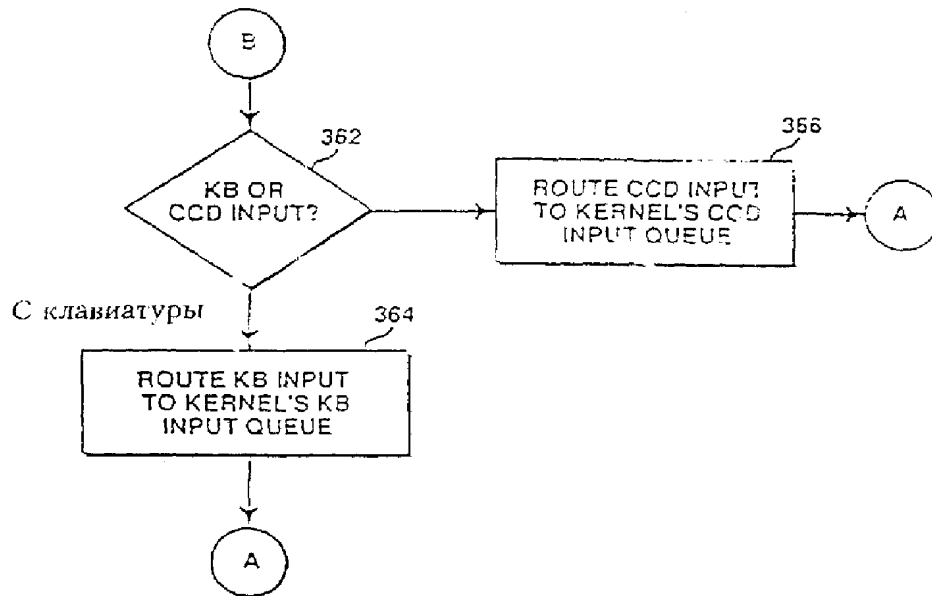 B
362
KB OR
CCD INPUT?
366
ROUTE CCD INPUT
TO KERNEL'S CCD
INPUT QUEUE
A
С клавиатуры
364
ROUTE KB INPUT
TO KERNEL'S KB
INPUT QUEUE
A